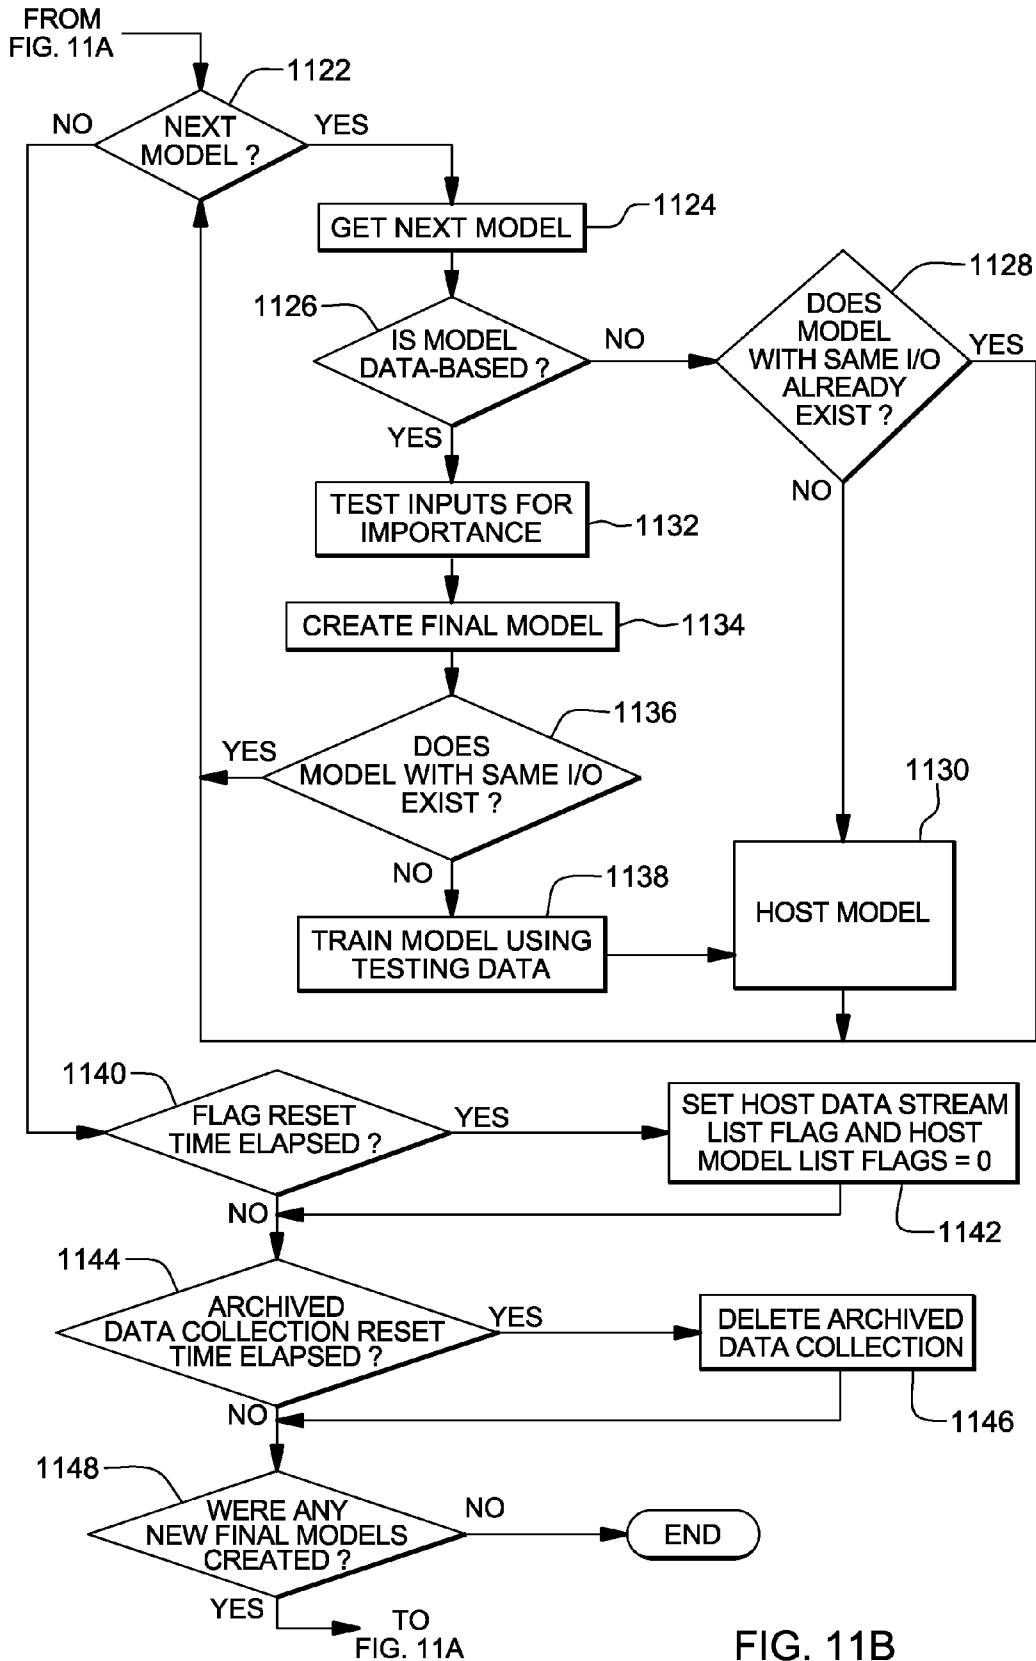 FROM
FIG. 11A
1122
NO
NEXT
MODEL ?
YES
GET NEXT MODEL
1124
1126
IS MODEL
DATA-BASED ?
NO
YES
1128
DOES
MODEL
WITH SAME I/O
ALREADY
EXIST ?
YES
NO
TEST INPUTS FOR
IMPORTANCE
1132
CREATE FINAL MODEL
1134
1136
YES
DOES
MODEL WITH SAME I/O
EXIST ?
NO
1130
HOST MODEL
1138
TRAIN MODEL USING
TESTING DATA
1140
FLAG RESET
TIME ELAPSED ?
YES
NO
SET HOST DATA STREAM
LIST FLAG AND HOST
MODEL LIST FLAGS = 0
1142
1144
ARCHIVED
DATA COLLECTION RESET
TIME ELAPSED ?
YES
NO
DELETE ARCHIVED
DATA COLLECTION
1146
1148
WERE ANY
NEW FINAL MODELS
CREATED ?
NO
END
YES
TO
FIG. 11A
FIG. 11B